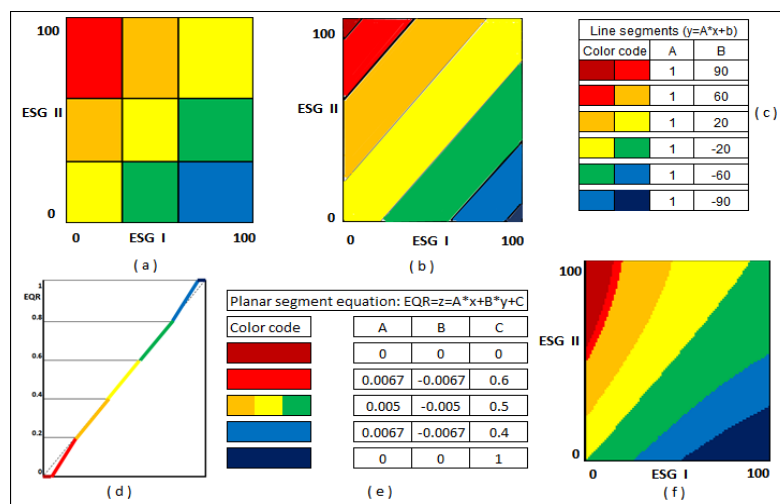 100
ESG II
0
0 ESG I 100
( a )
100
ESG II
0
0 ESG I 100
( b )
Line segments (y=A*x+b)
Color code A B
1 90
1 60
1 20
1 -20
1 -60
1 -90
( c )
1
EQR
0.8
0.6
0.4
0.2
0
( d )
Planar segment equation: EQR=z=A*x+B*y+C
Color code A B C
0 0 0
0.0067 -0.0067 0.6
0.005 -0.005 0.5
0.0067 -0.0067 0.4
0 0 1
( e )
100
ESG II
0
0 ESG I 100
( f )